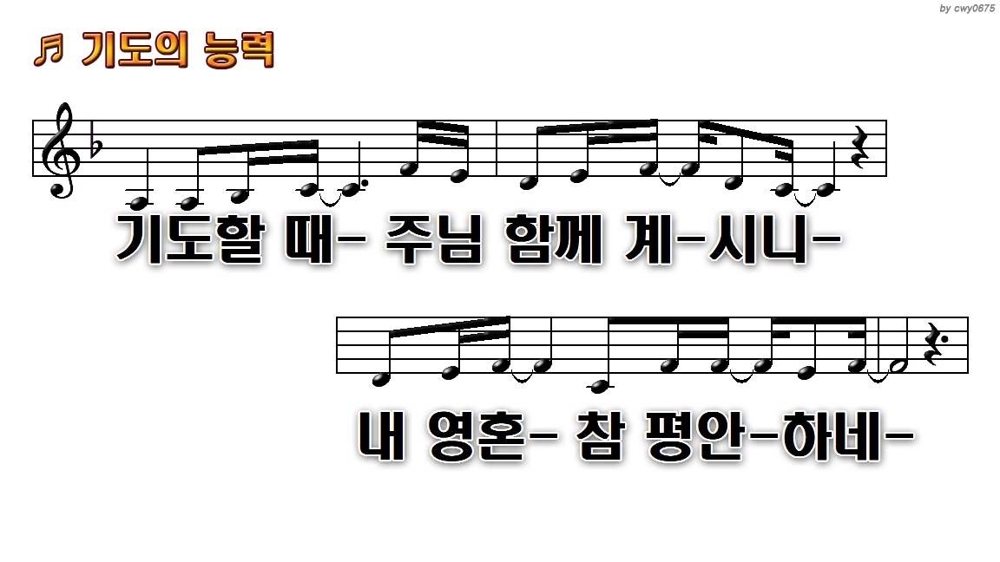 by cwy0675
♬ 기도의 능력
기도할 때- 주님 함께 계-시니-
내 영혼- 참 평안-하네-